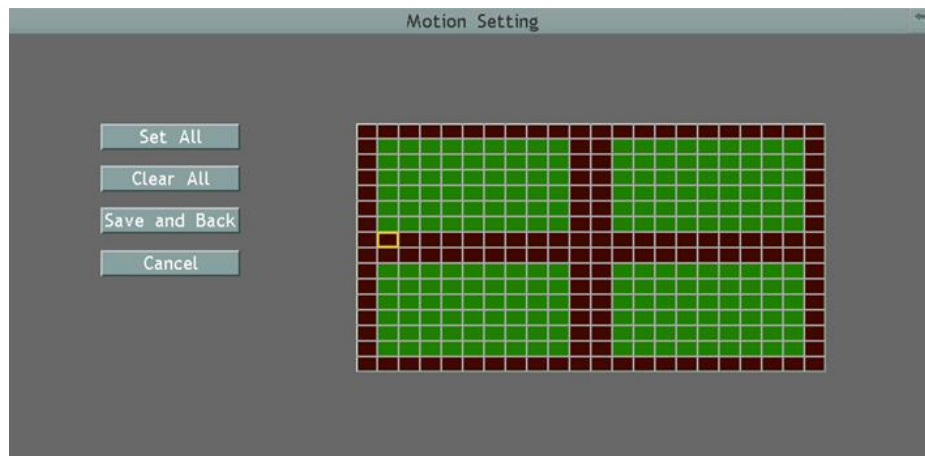 Motion Setting
Set All
Clear All
Save and Back
Cancel